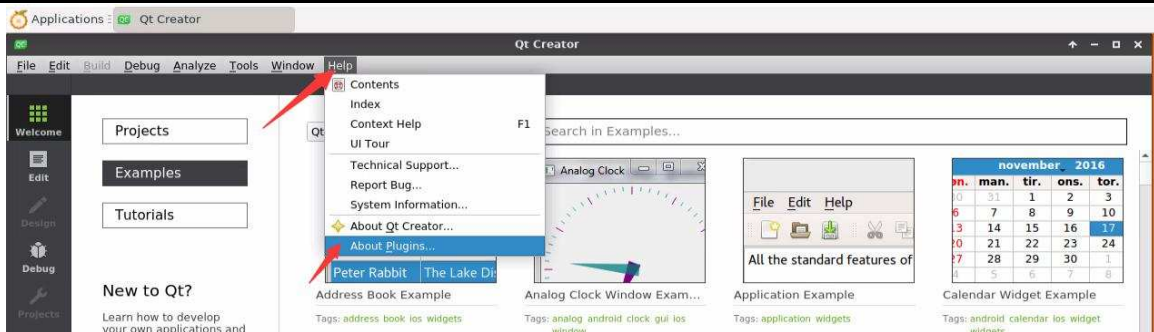 Applications
Qt Creator
Qt Creator
File Edit Build Debug Analyze Tools Window Help
Contents
Index
Context Help F1
UI Tour
Technical Support...
Report Bug...
System Information...
About Qt Creator...
About Plugins...
Welcome
Edit
Design
Debug
Projects
Projects
Examples
Tutorials
New to Qt?
Learn how to develop
your own applications and
Qt
Search in Examples...
Peter Rabbit The Lake Dis
Address Book Example
Tags: address book ios widgets
Analog Clock
Analog Clock Window Exam...
Tags: analog android clock gui ios
window
File Edit Help
All the standard features of
Application Example
Tags: application widgets
november 2016
man. tir. ons. tor.
31 1 2 3
7 8 9 10
14 15 16 17
21 22 23 24
28 29 30 1
5 6 7 8
Calendar Widget Example
Tags: android calendar ios widget
widgets